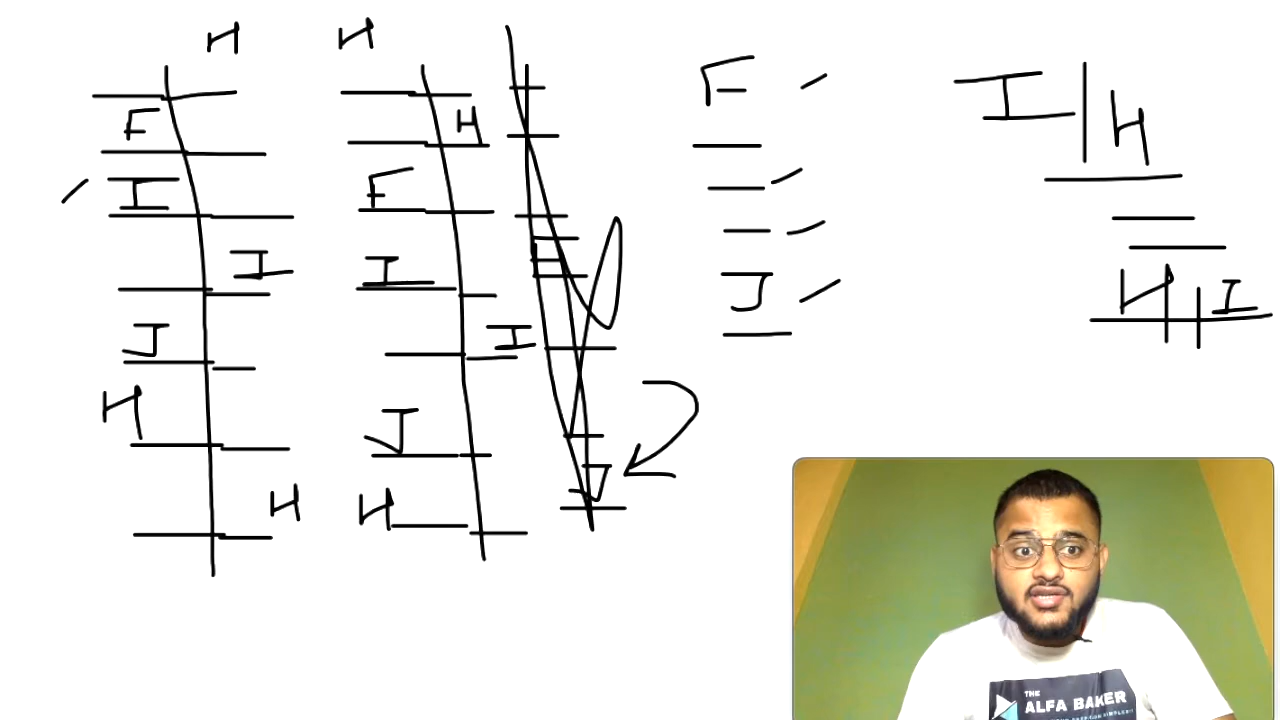 H H
F H F I H
I F
I I
J I
H J
J
H H
H I
THE
ALFA BAKER